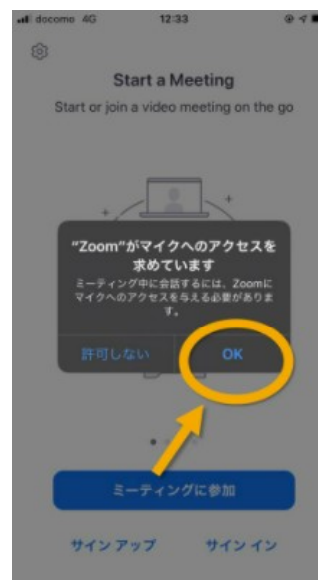 docomo 4G 12:33
Start a Meeting
Start or join a video meeting on the go
"Zoom"がマイクへのアクセスを
求めています
ミーティング中に会話するには、Zoomに
マイクへのアクセスを与える必要がありま
す。
許可しない OK
ミーティングに参加
サイン アップ サイン イン